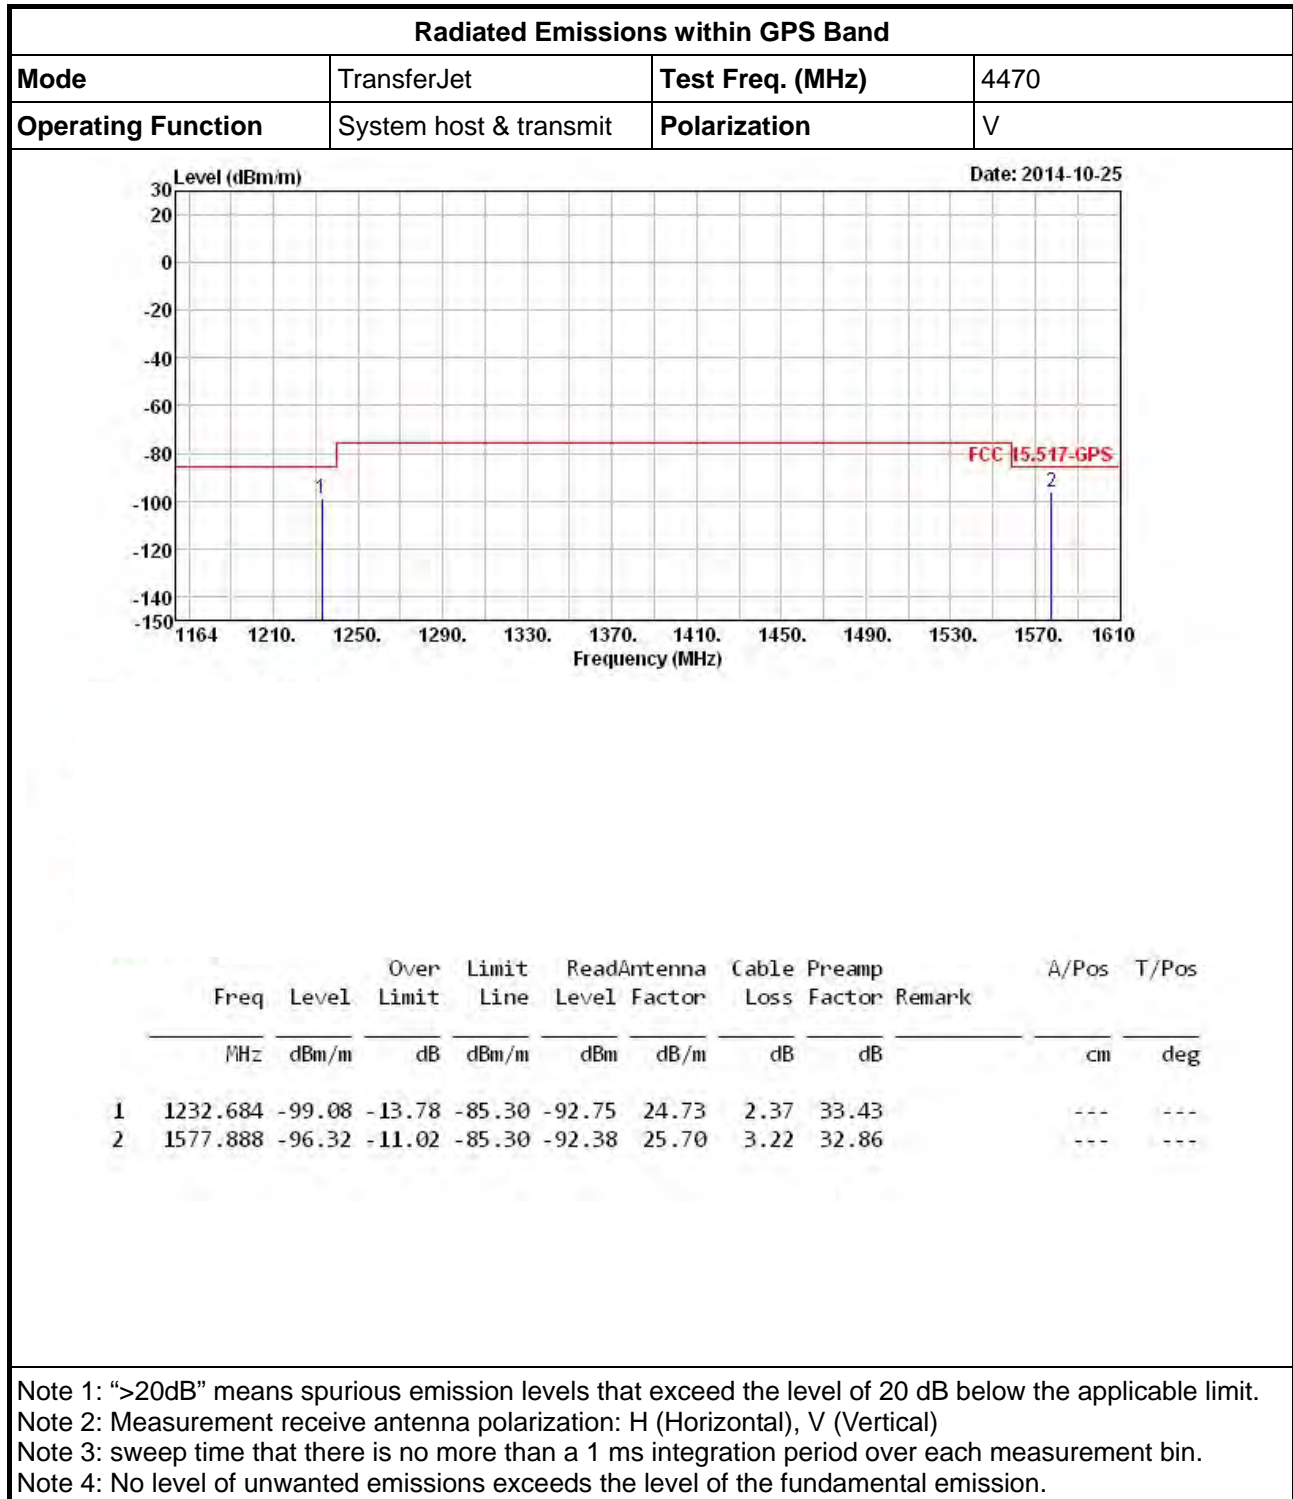 Radiated Emissions within GPS Band
Mode TransferJet Test Freq. (MHz) 4470
Operating Function System host & transmit Polarization V
Level (dBm/m) Date: 2014-10-25
30
20
0
-20
-40
-60
-80
FCC 15.517-GPS
1
2
-100
-120
-140
-150
1164 1210. 1250. 1290. 1330. 1370. 1410. 1450. 1490. 1530. 1570. 1610
Frequency (MHz)
Over Limit ReadAntenna Cable Preamp A/Pos T/Pos
Freq Level Limit Line Level Factor Loss Factor Remark
MHz dBm/m dB dBm/m dBm dB/m dB dB cm deg
1 1232.684 -99.08 -13.78 -85.30 -92.75 24.73 2.37 33.43 --- ---
2 1577.888 -96.32 -11.02 -85.30 -92.38 25.70 3.22 32.86 --- ---
Note 1: “>20dB” means spurious emission levels that exceed the level of 20 dB below the applicable limit.
Note 2: Measurement receive antenna polarization: H (Horizontal), V (Vertical)
Note 3: sweep time that there is no more than a 1 ms integration period over each measurement bin.
Note 4: No level of unwanted emissions exceeds the level of the fundamental emission.